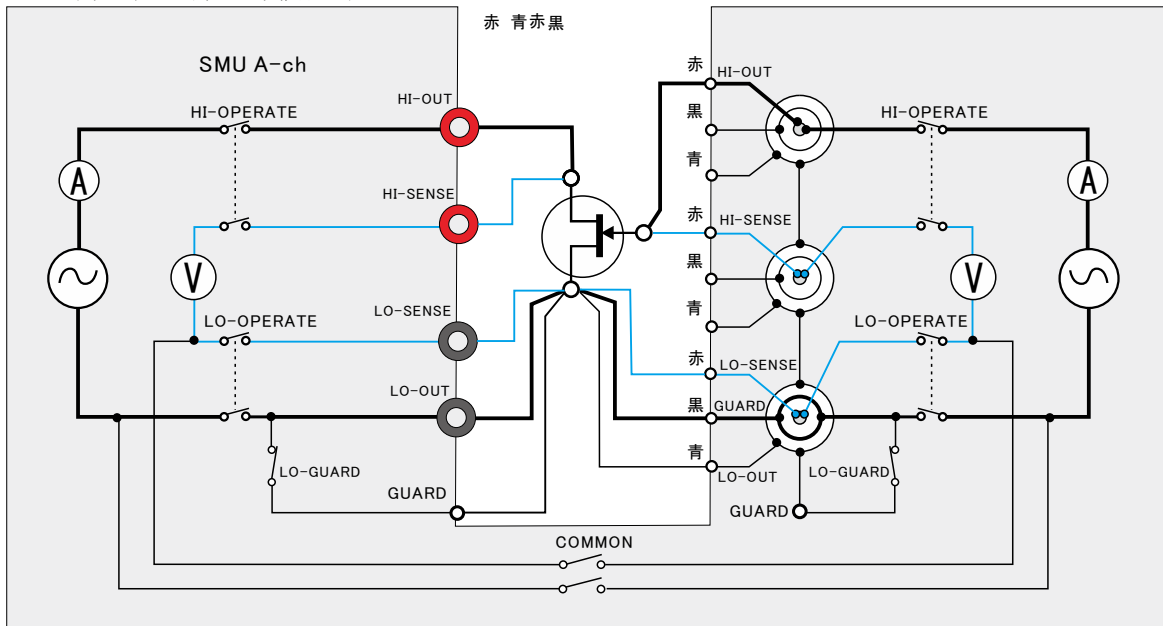 赤 青赤黒
SMU A-ch
HI-OUT
HI-OPERATE
A
HI-SENSE
V
LO-OPERATE
LO-SENSE
LO-OUT
LO-GUARD
GUARD
赤
HI-OUT
黒
青
HI-OPERATE
A
赤
HI-SENSE
黒
青
V
LO-OPERATE
赤
LO-SENSE
黒
GUARD
青
LO-OUT
LO-GUARD
GUARD
COMMON